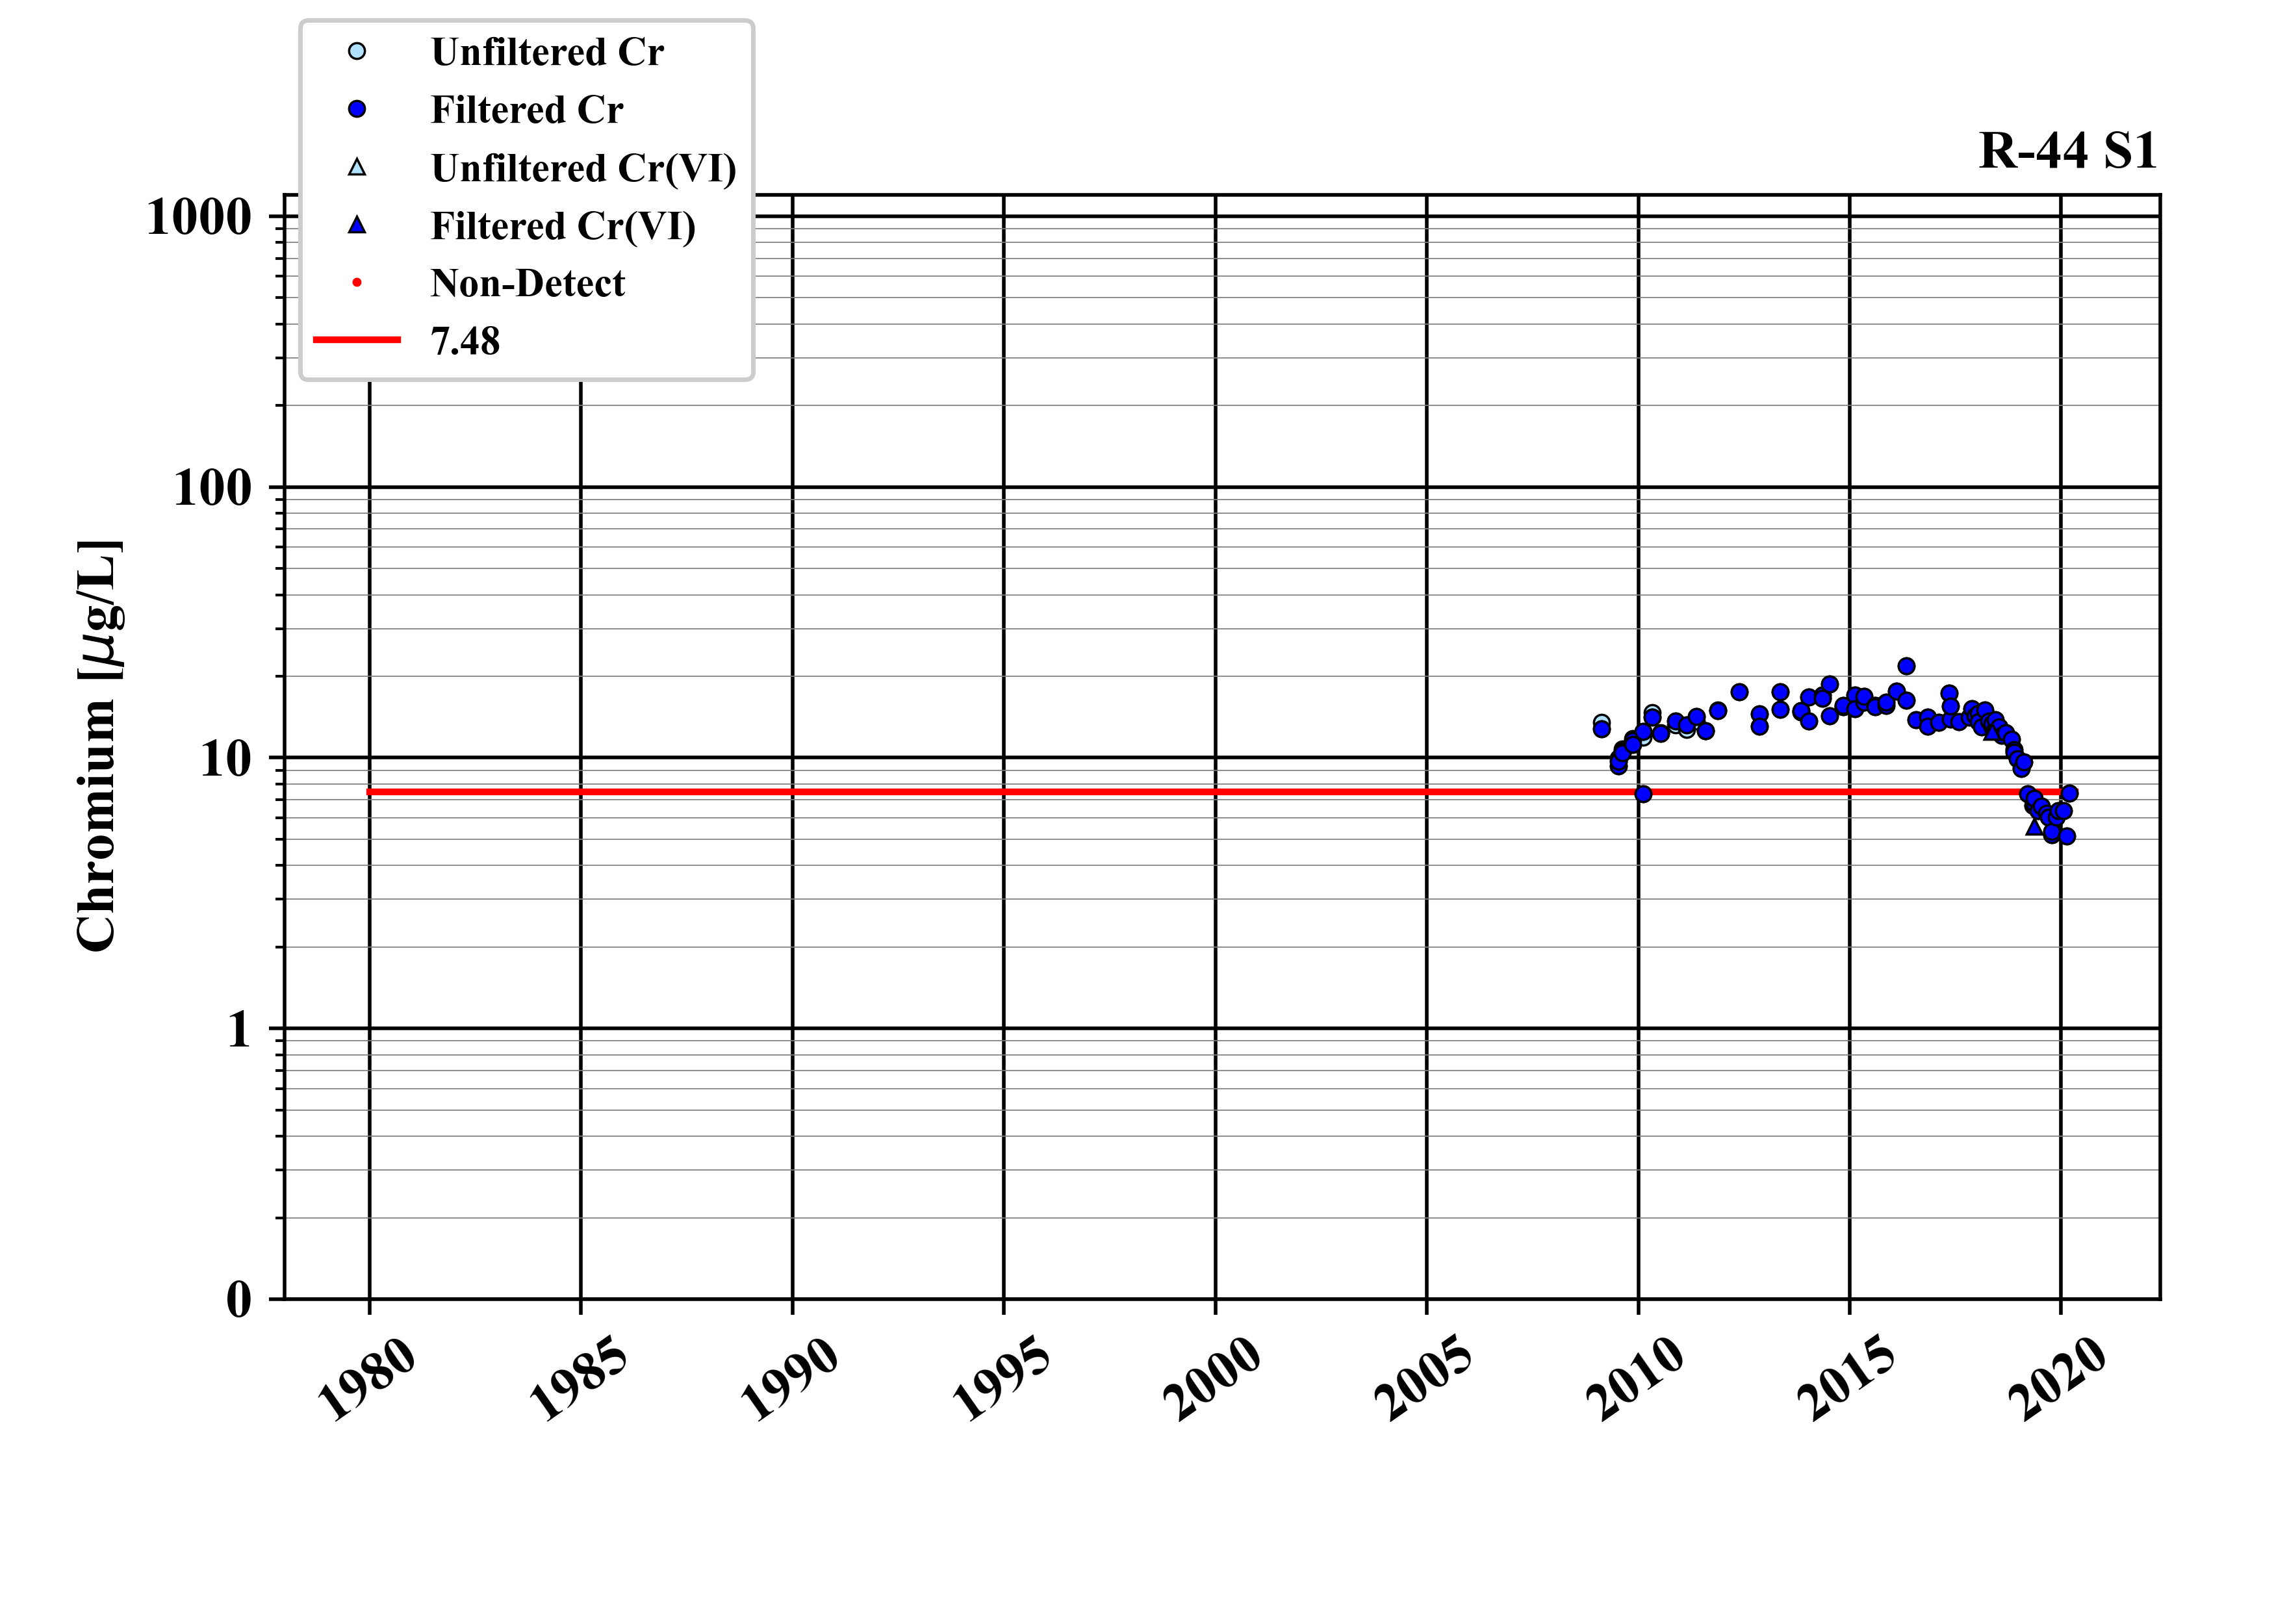 Unfiltered Cr
Filtered Cr
Unfiltered Cr(VI)
Filtered Cr(VI)
Non-Detect
7.48
R-44 S1
1000
100
10
1
0
Chromium [μg/L]
1980
1985
1990
1995
2000
2005
2010
2015
2020